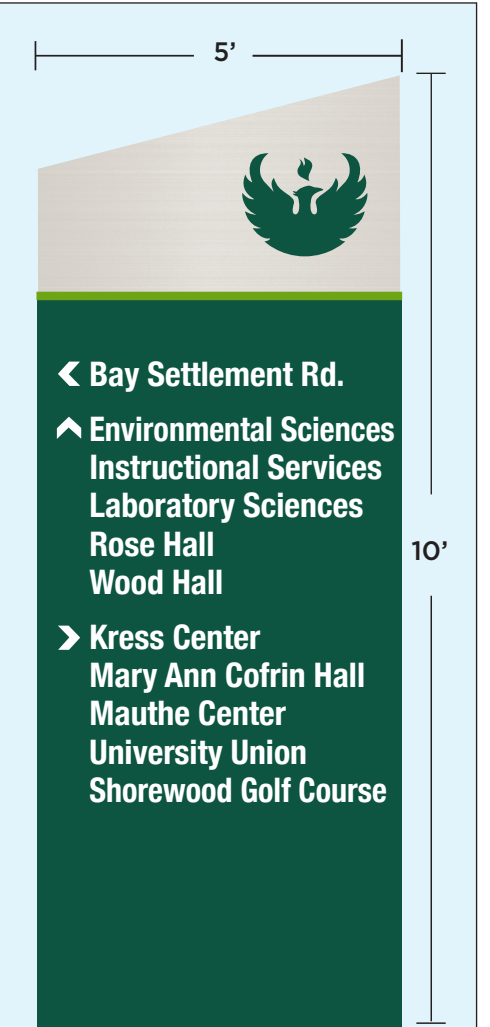 5’
Bay Settlement Rd.
Environmental Sciences
Instructional Services
Laboratory Sciences
Rose Hall
10’
Wood Hall
Kress Center
Mary Ann Cofrin Hall
Mauthe Center
University Union
Shorewood Golf Course